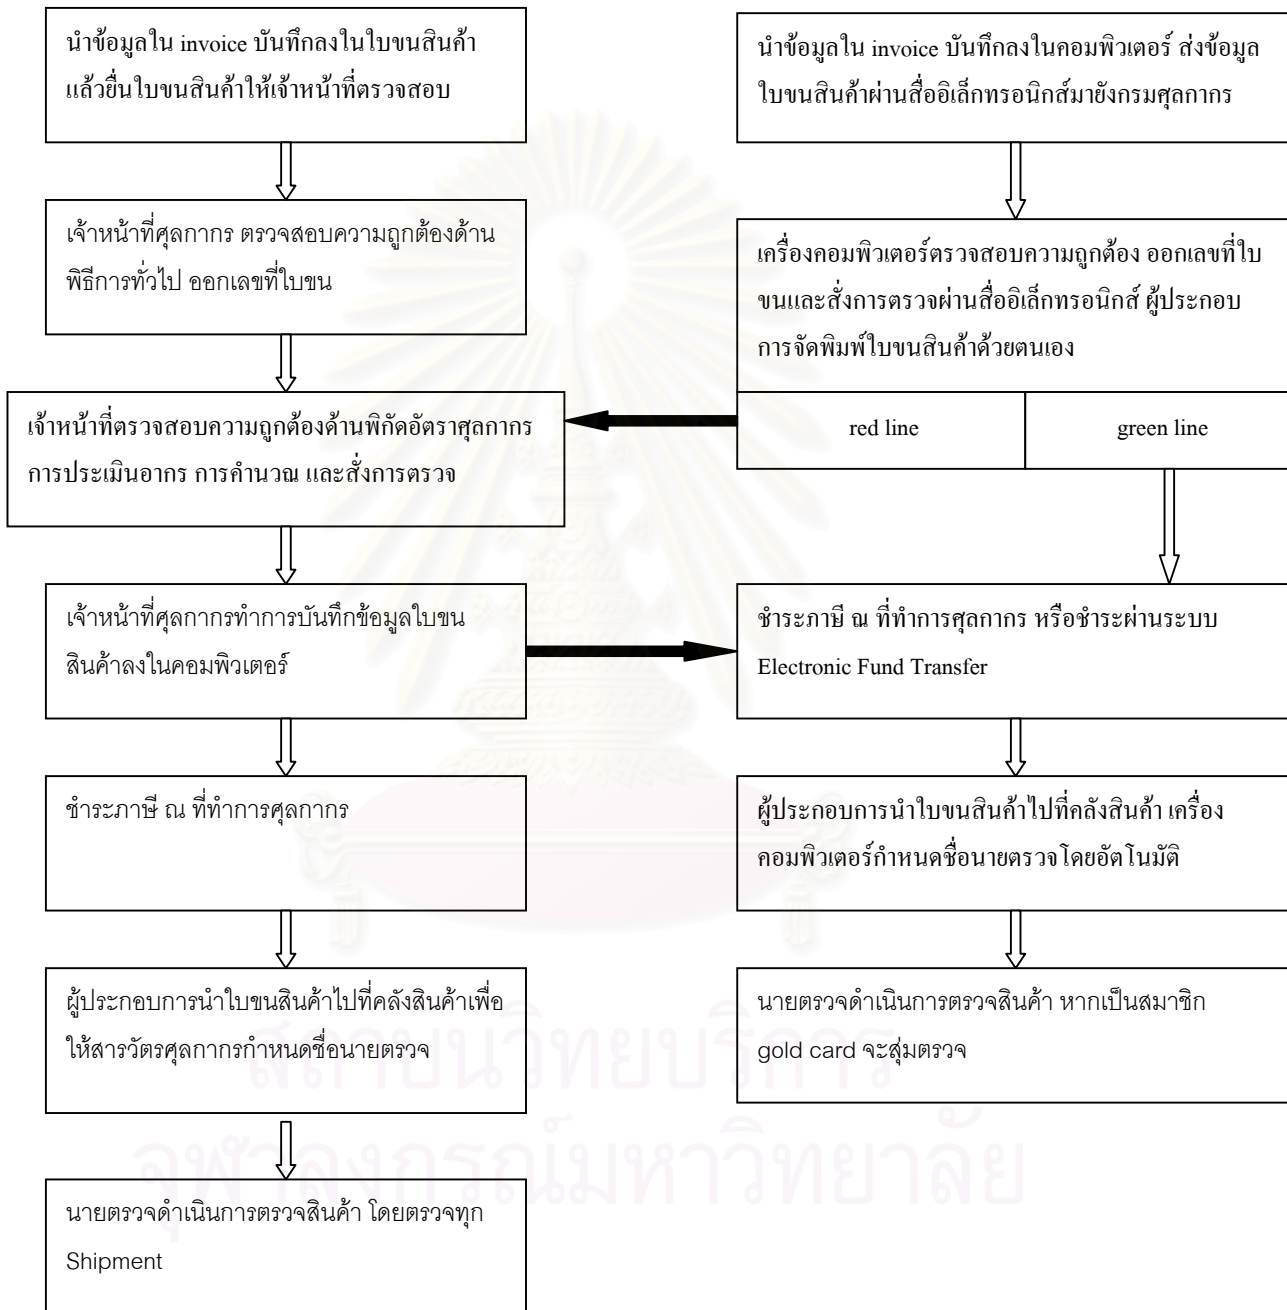 นำข้อมูลใน invoice บันทึกลงในใบขนสินค้า
แล้วยื่นใบขนสินค้าให้เจ้าหน้าที่ตรวจสอบ
นำข้อมูลใน invoice บันทึกลงในคอมพิวเตอร์ ส่งข้อมูล
ใบขนสินค้าผ่านสื่ออิเล็กทรอนิกส์มายังกรมศุลกากร
เจ้าหน้าที่ศุลกากร ตรวจสอบความถูกต้องด้าน
พิธีการทั่วไป ออกเลขที่ใบขน
เครื่องคอมพิวเตอร์ตรวจสอบความถูกต้อง ออกเลขที่ใบ
ขนและสั่งการตรวจผ่านสื่ออิเล็กทรอนิกส์ ผู้ประกอบ
การจัดพิมพ์ใบขนสินค้าด้วยตนเอง
เจ้าหน้าที่ตรวจสอบความถูกต้องด้านพิกัดอัตราศุลกากร
การประเมินอากร การคำนวณ และสั่งการตรวจ
red line
green line
เจ้าหน้าที่ศุลกากรทำการบันทึกข้อมูลใบขน
สินค้าลงในคอมพิวเตอร์
ชำระภาษี ณ ที่ทำการศุลกากร หรือชำระผ่านระบบ
Electronic Fund Transfer
ชำระภาษี ณ ที่ทำการศุลกากร
ผู้ประกอบการนำใบขนสินค้าไปที่คลังสินค้า เครื่อง
คอมพิวเตอร์กำหนดชื่อนายตรวจโดยอัตโนมัติ
ผู้ประกอบการนำใบขนสินค้าไปที่คลังสินค้าเพื่อ
ให้สารวัตรศุลกากรกำหนดชื่อนายตรวจ
นายตรวจดำเนินการตรวจสินค้า หากเป็นสมาชิก
gold card จะสุ่มตรวจ
นายตรวจดำเนินการตรวจสินค้า โดยตรวจทุก
Shipment
สถาบันวิทยบริการ
จุฬาลงกรณ์มหาวิทยาลัย